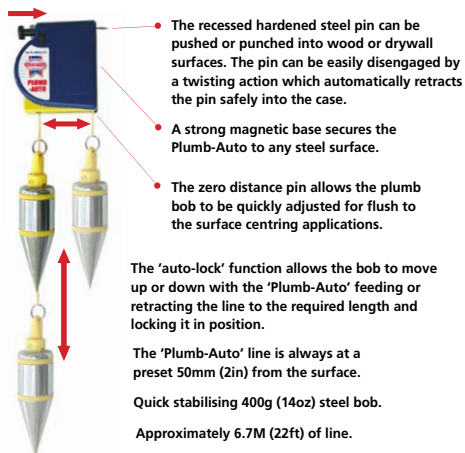 The recessed hardened steel pin can be
pushed or punched into wood or drywall
surfaces. The pin can be easily disengaged by
a twisting action which automatically retracts
the pin safely into the case.
A strong magnetic base secures the
Plumb-Auto to any steel surface.
The zero distance pin allows the plumb
bob to be quickly adjusted for flush to
the surface centring applications.
The ‘auto-lock’ function allows the bob to move
up or down with the ‘Plumb-Auto’ feeding or
retracting the line to the required length and
locking it in position.
The ‘Plumb-Auto’ line is always at a
preset 50mm (2in) from the surface.
Quick stabilising 400g (14oz) steel bob.
Approximately 6.7M (22ft) of line.
PLUMB-
AUTO